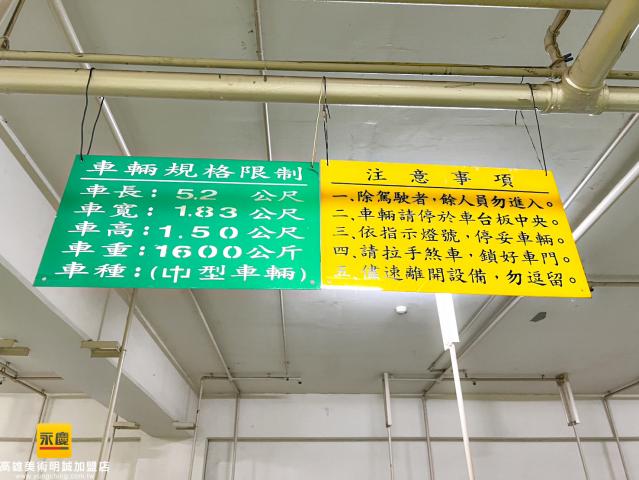 車輛規格限制
車長：5.2 公尺
車寬：1.83 公尺
車高：1.50 公尺
車重：1600公斤
車種：(中型車輛)
注意事項
一、除駕駛者，餘人員勿進入。
二、車輛請停於車台板中央。
三、依指示燈號，停妥車輛。
四、請拉手煞車，鎖好車門。
五、儘速離開設備，勿逗留。
永慶
高雄美術明誠加盟店
www.yungching.com.tw